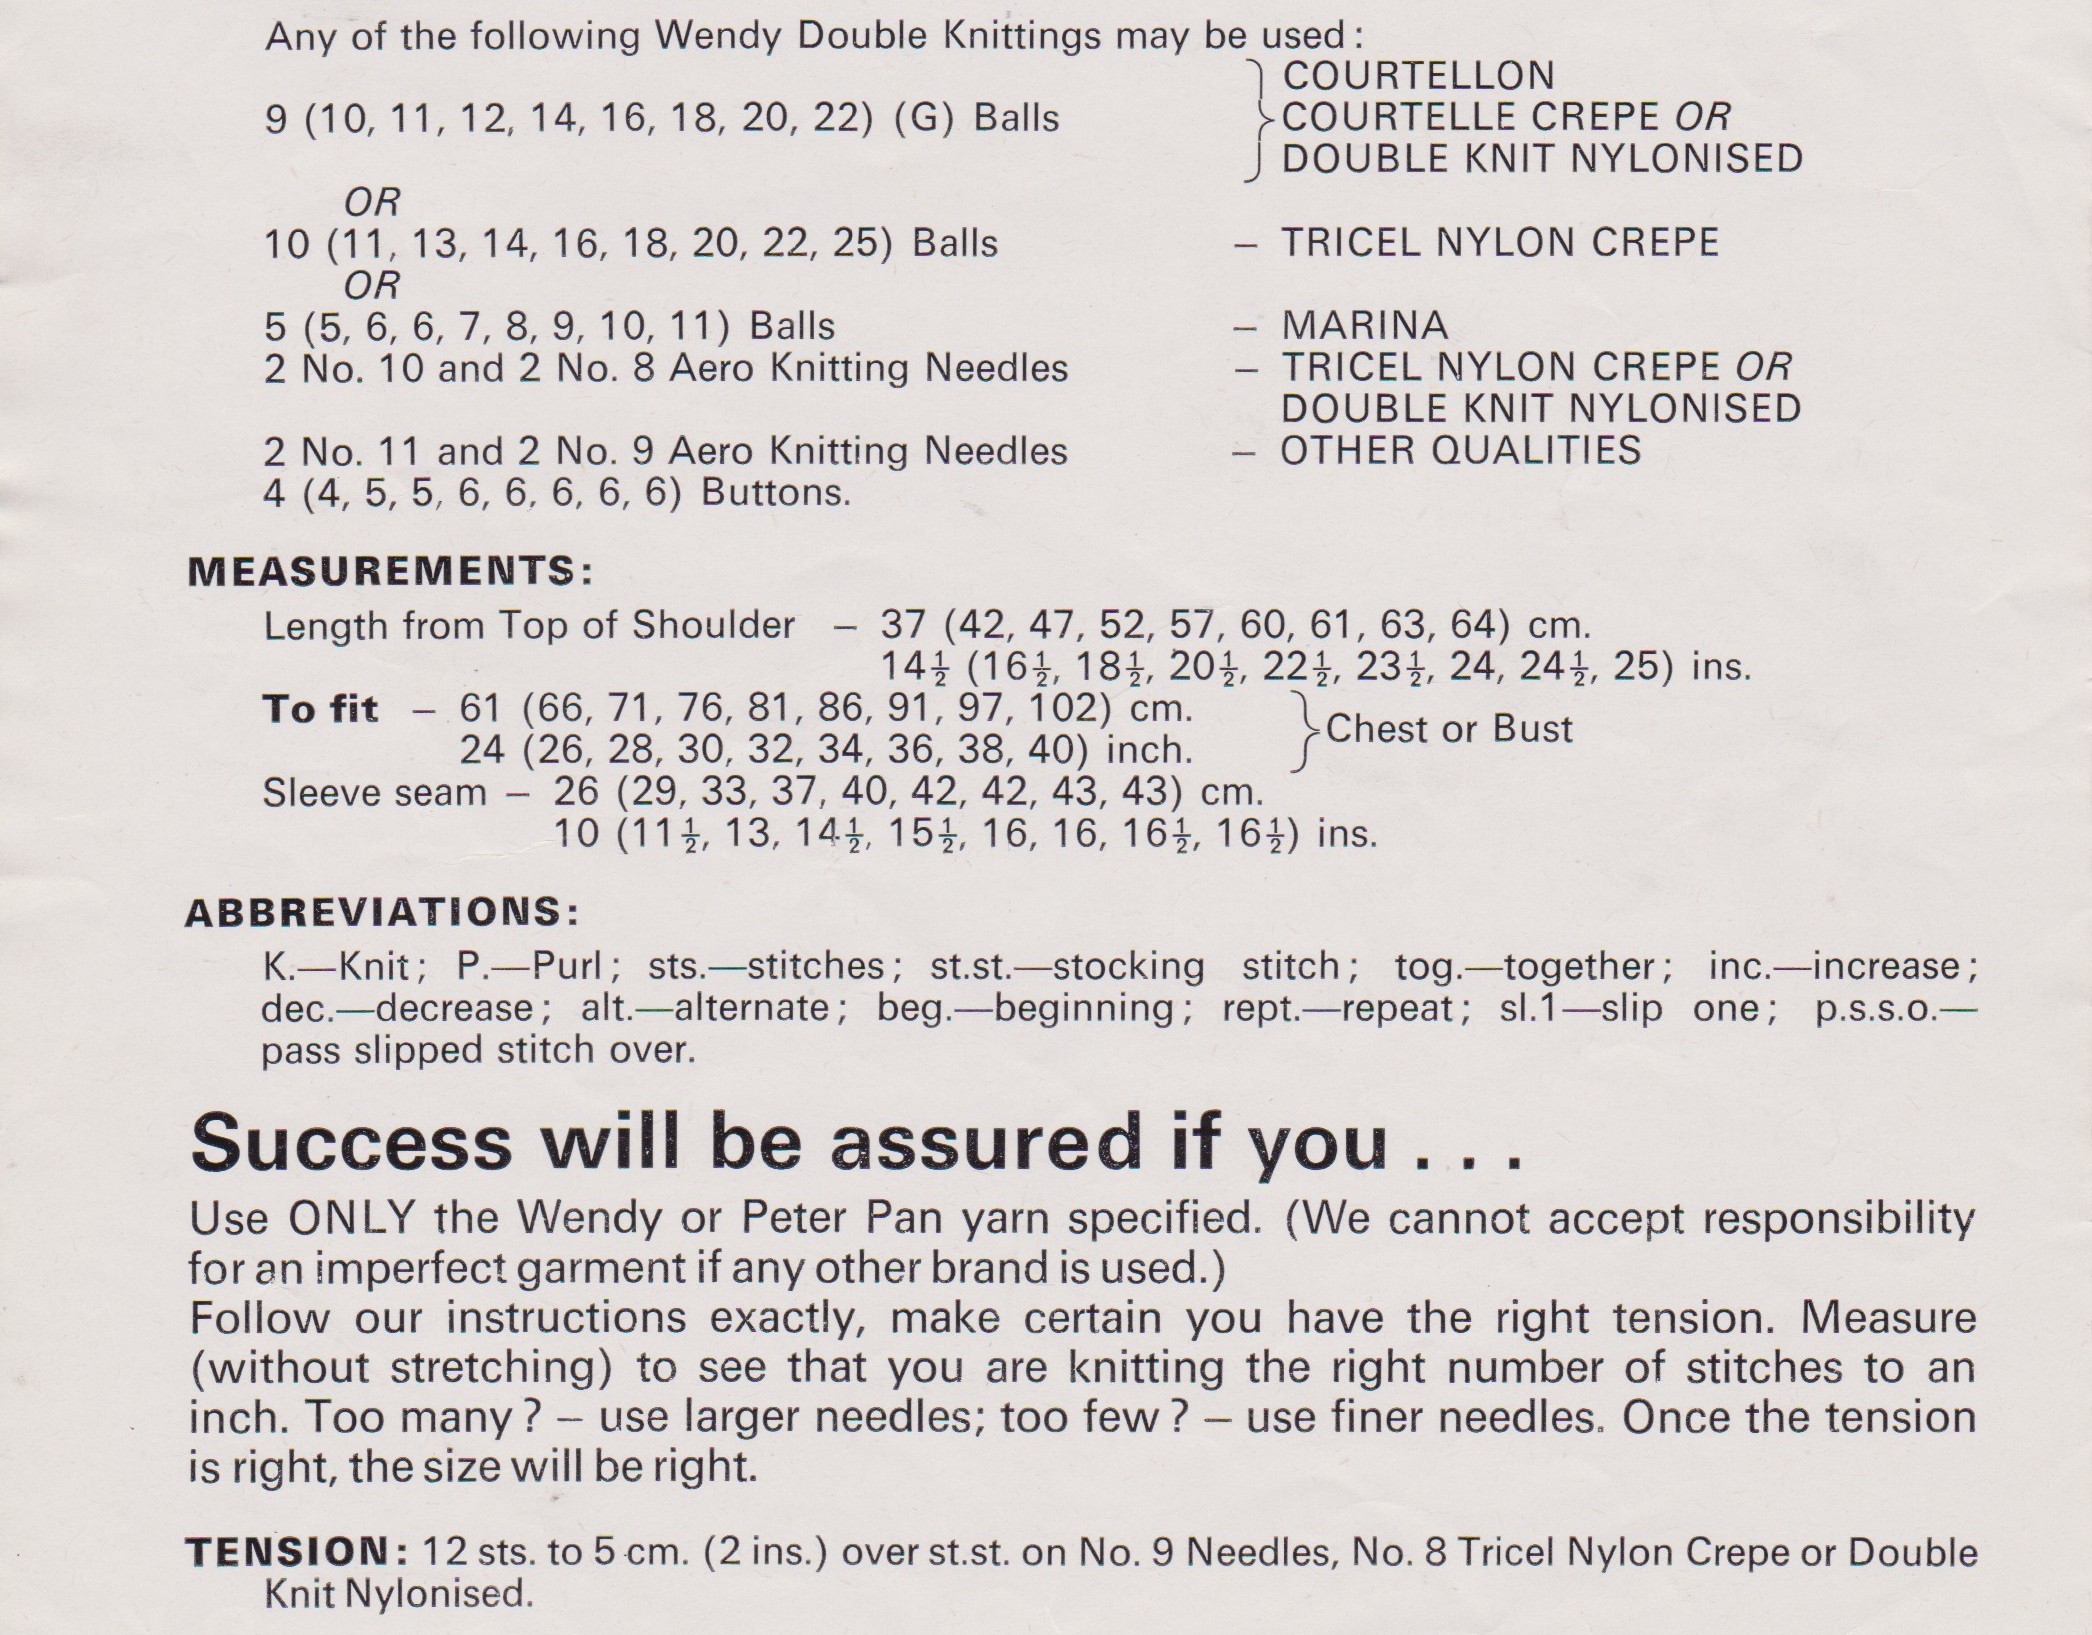 Any of the following Wendy Double Knittings may be used:
COURTELLON
9 (10, 11, 12, 14, 16, 18, 20, 22) (G) Balls COURTELLE CREPE OR
DOUBLE KNIT NYLONISED
OR
10 (11, 13, 14, 16, 18, 20, 22, 25) Balls – TRICEL NYLON CREPE
OR
5 (5, 6, 6, 7, 8, 9, 10, 11) Balls – MARINA
2 No. 10 and 2 No. 8 Aero Knitting Needles – TRICEL NYLON CREPE OR
DOUBLE KNIT NYLONISED
2 No. 11 and 2 No. 9 Aero Knitting Needles – OTHER QUALITIES
4 (4, 5, 5, 6, 6, 6, 6, 6) Buttons.
MEASUREMENTS:
Length from Top of Shoulder – 37 (42, 47, 52, 57, 60, 61, 63, 64) cm.
14½ (16½, 18½, 20½, 22½, 23½, 24, 24½, 25) ins.
To fit – 61 (66, 71, 76, 81, 86, 91, 97, 102) cm.
Chest or Bust
24 (26, 28, 30, 32, 34, 36, 38, 40) inch.
Sleeve seam – 26 (29, 33, 37, 40, 42, 42, 43, 43) cm.
10 (11½, 13, 14½, 15½, 16, 16, 16½, 16½) ins.
ABBREVIATIONS:
K.—Knit; P.—Purl; sts.—stitches; st.st.—stocking stitch; tog.—together; inc.—increase;
dec.—decrease; alt.—alternate; beg.—beginning; rept.—repeat; sl.1—slip one; p.s.s.o.—
pass slipped stitch over.
Success will be assured if you . . .
Use ONLY the Wendy or Peter Pan yarn specified. (We cannot accept responsibility
for an imperfect garment if any other brand is used.)
Follow our instructions exactly, make certain you have the right tension. Measure
(without stretching) to see that you are knitting the right number of stitches to an
inch. Too many? – use larger needles; too few? – use finer needles. Once the tension
is right, the size will be right.
TENSION: 12 sts. to 5 cm. (2 ins.) over st.st. on No. 9 Needles, No. 8 Tricel Nylon Crepe or Double
Knit Nylonised.